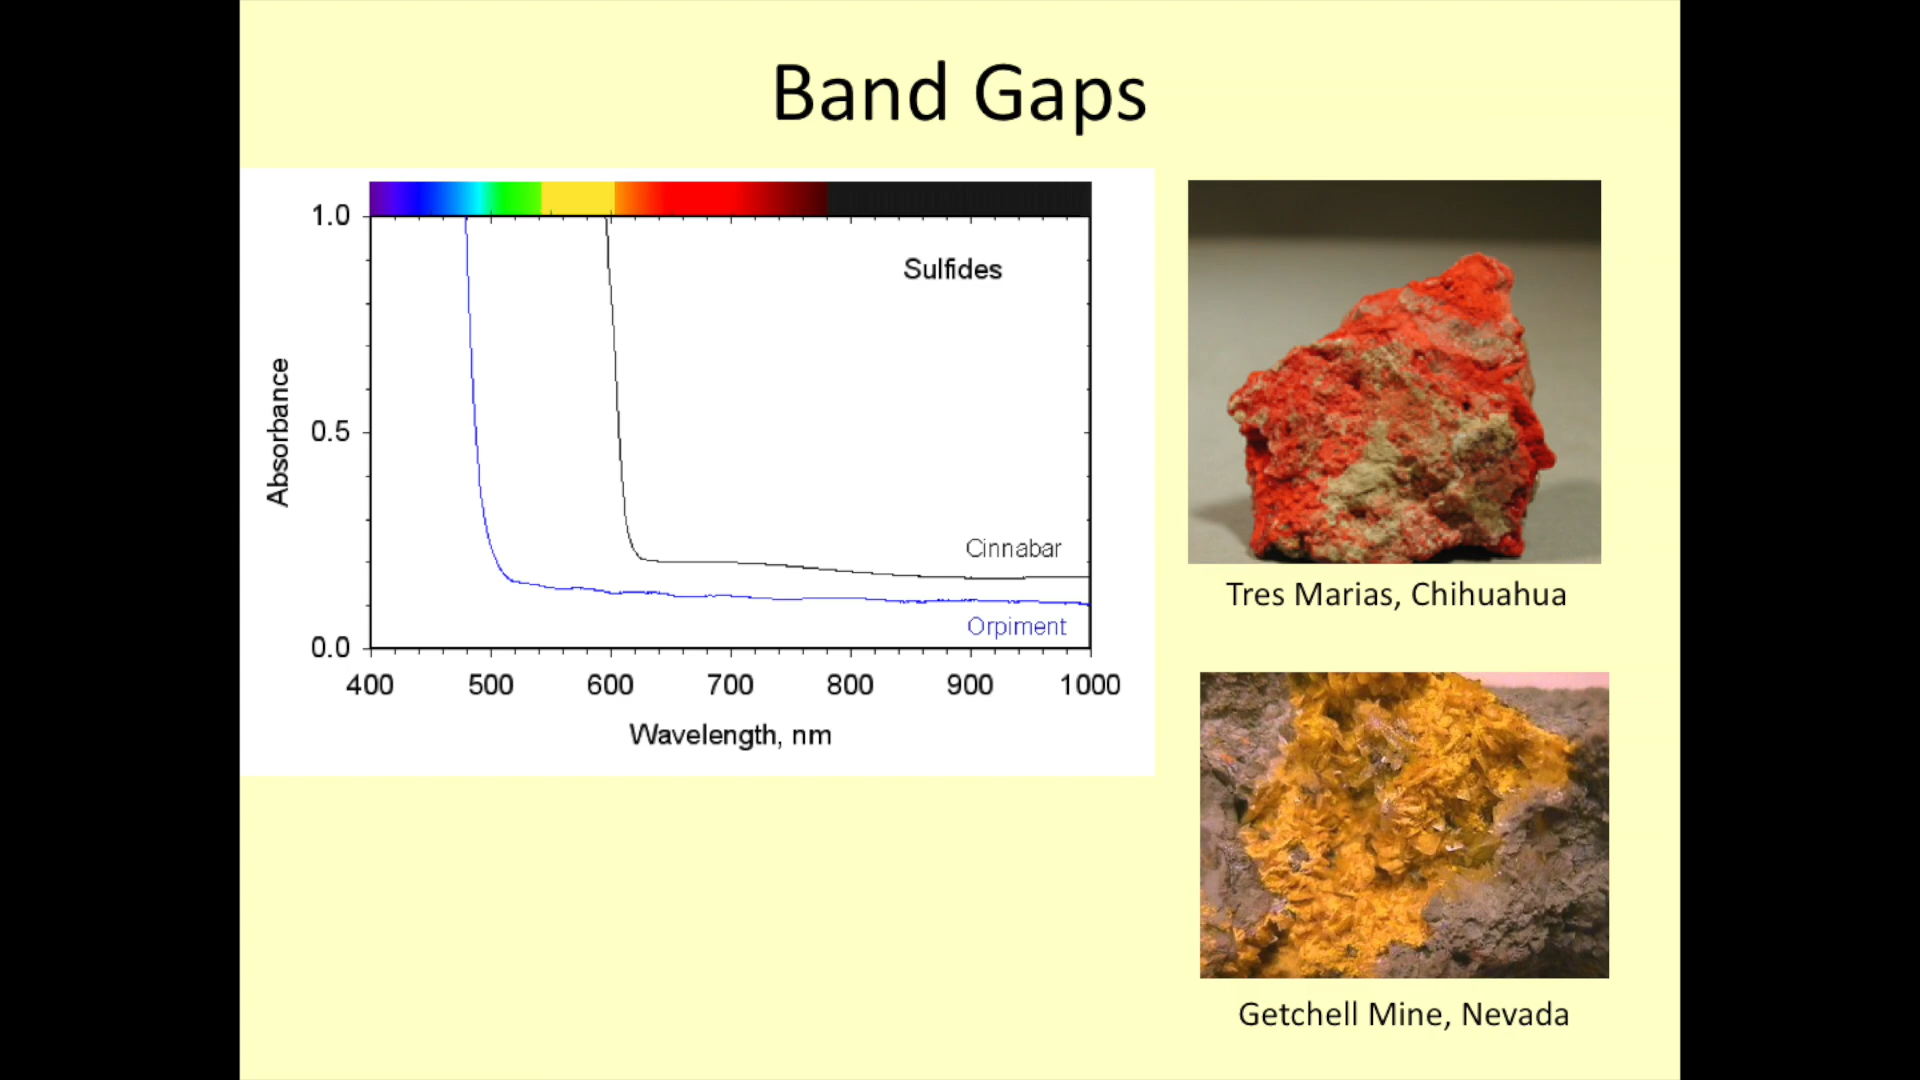 Band Gaps
1.0
Sulfides
Absorbance
0.5
Cinnabar
Orpiment
0.0
400 500 600 700 800 900 1000
Wavelength, nm
Tres Marias, Chihuahua
Getchell Mine, Nevada